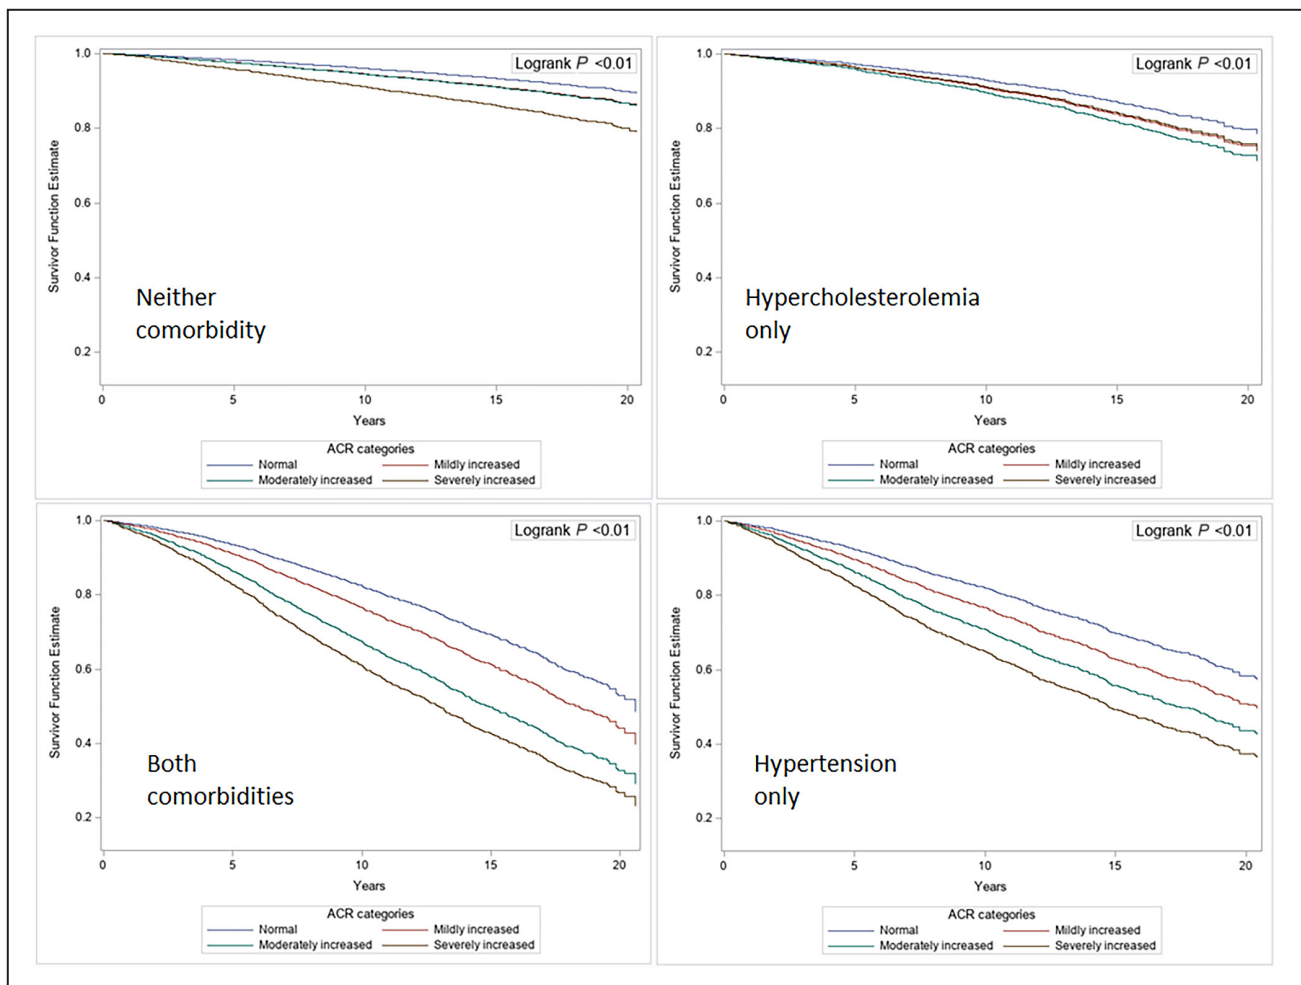 Logrank P <0.01
1.0
0.8
0.6
0.4
0.2
Survivor Function Estimate
Neither
comorbidity
0 5 10 15 20
Years
ACR categories
Normal Mildly increased
Moderately increased Severely increased
Logrank P <0.01
1.0
0.8
0.6
0.4
0.2
Survivor Function Estimate
Hypercholesterolemia
only
0 5 10 15 20
Years
ACR categories
Normal Mildly increased
Moderately increased Severely increased
Logrank P <0.01
1.0
0.8
0.6
0.4
0.2
Survivor Function Estimate
Both
comorbidities
0 5 10 15 20
Years
ACR categories
Normal Mildly increased
Moderately increased Severely increased
Logrank P <0.01
1.0
0.8
0.6
0.4
0.2
Survivor Function Estimate
Hypertension
only
0 5 10 15 20
Years
ACR categories
Normal Mildly increased
Moderately increased Severely increased